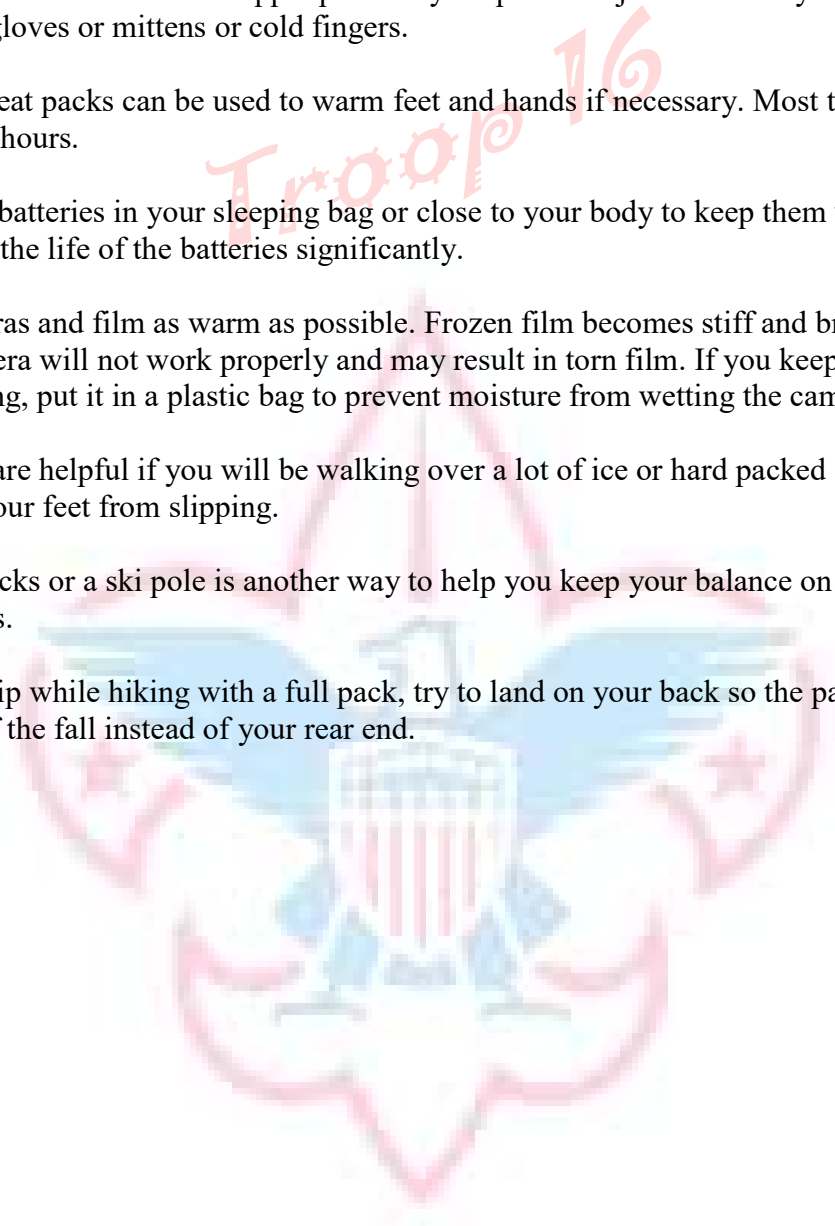 gloves or mittens or cold fingers.
Troop 16
eat packs can be used to warm feet and hands if necessary. Most
hours.
batteries in your sleeping bag or close to your body to keep them
the life of the batteries significantly.
ras and film as warm as possible. Frozen film becomes stiff and
era will not work properly and may result in torn film. If you keep
ng, put it in a plastic bag to prevent moisture from wetting the cam
are helpful if you will be walking over a lot of ice or hard packed
our feet from slipping.
cks or a ski pole is another way to help you keep your balance on
s.
ip while hiking with a full pack, try to land on your back so the pa
the fall instead of your rear end.